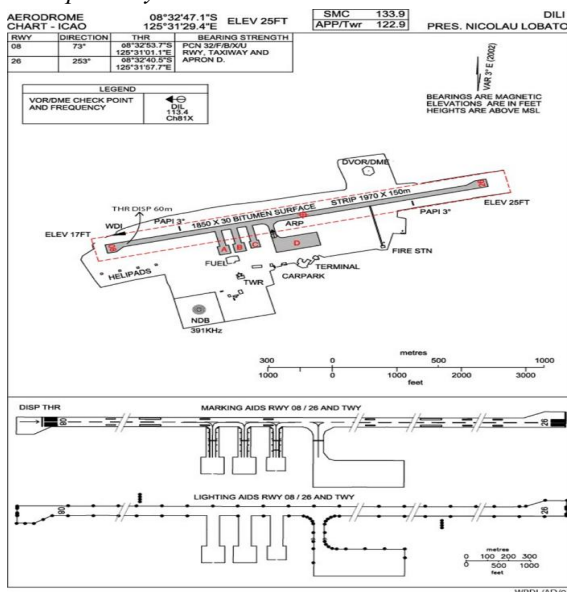 AERODROME
CHART - ICAO
08°32'47.1"S
125°31'29.4"E
ELEV 25FT
SMC 133.9
APP/Twr 122.9
DILI
PRES. NICOLAU LOBATO
RWY DIRECTION THR BEARING STRENGTH
08 73° 08°32'53.7"S PCN 32/F/B/X/U
125°31'01.1"E RWY, TAXIWAY AND
26 253° 08°32'40.5"S APRON D.
125°31'57.7"E
LEGEND
VOR/DME CHECK POINT
AND FREQUENCY
DIL
113.4
Ch81X
VAR 3° E (2002)
BEARINGS ARE MAGNETIC
ELEVATIONS ARE IN FEET
HEIGHTS ARE ABOVE MSL
DVOR/DME
THR DISP 60m
STRIP 1970 X 150m
1850 X 30 BITUMEN SURFACE
PAPI 3°
PAPI 3°
WDI
ELEV 17FT
ELEV 25FT
ARP
A
B
C
D
FIRE STN
FUEL
TERMINAL
HELIPADS
TWR
CARPARK
NDB
391KHz
metres
300 0 500 1000
1000 0 1000 2000 3000
feet
DISP THR
MARKING AIDS RWY 08 / 26 AND TWY
08
26
LIGHTING AIDS RWY 08 / 26 AND TWY
08
26
metres
0 100 200 300
0 500 1000
feet